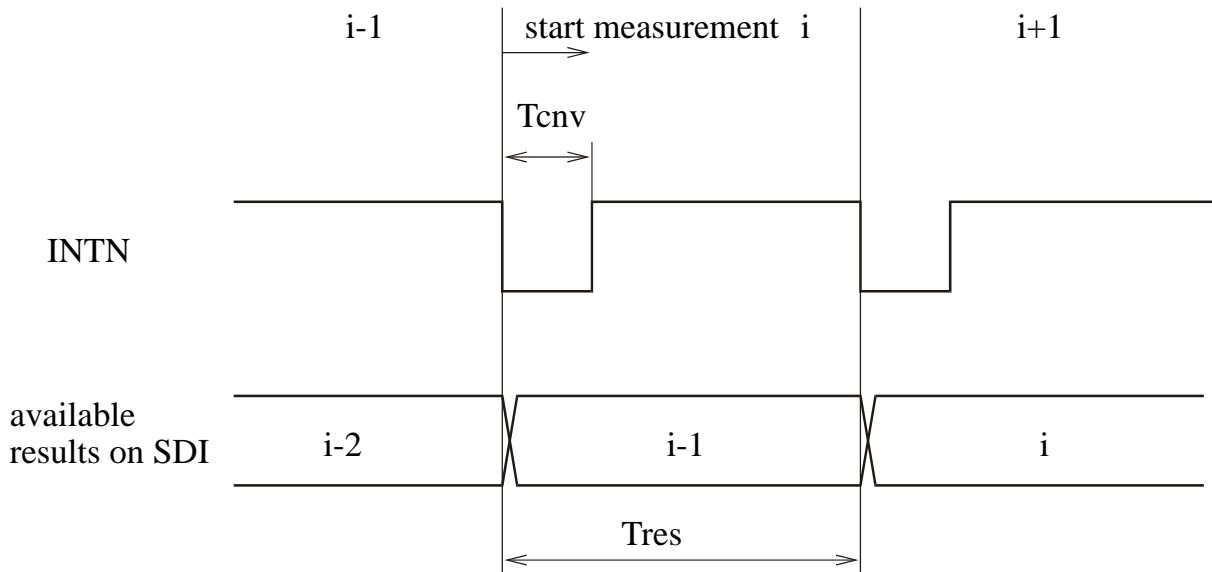 i-1
start measurement i
i+1
Tcnv
INTN
available
results on SDI
i-2
i-1
i
Tres